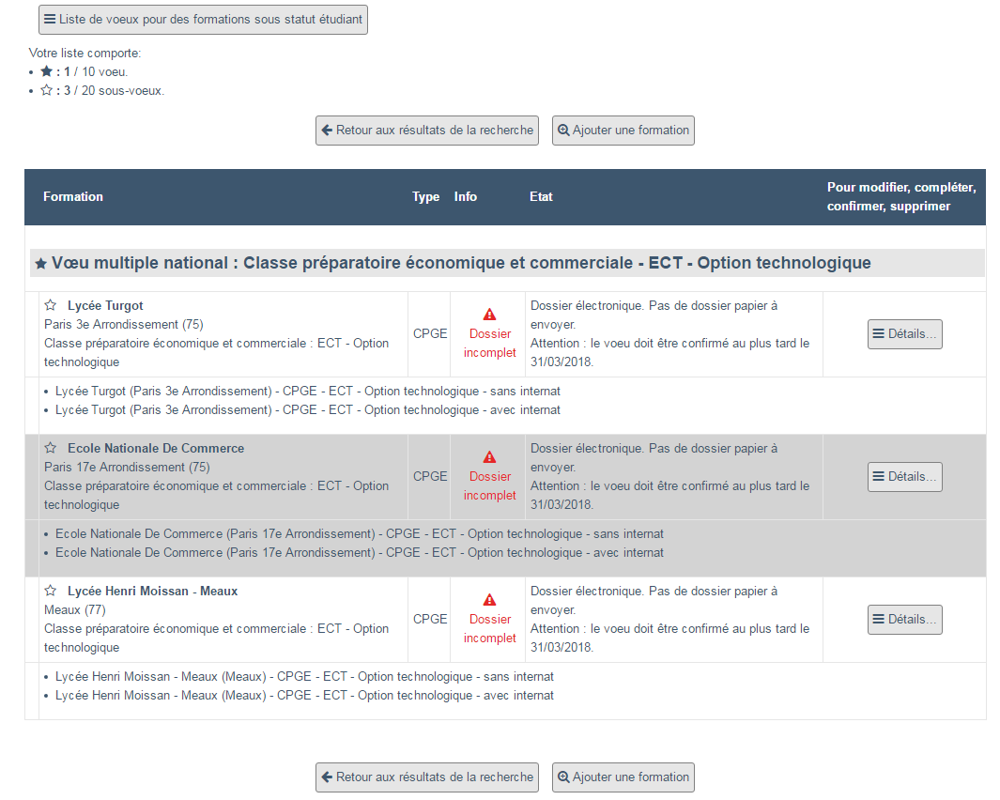 Liste de voeux pour des formations sous statut étudiant
Votre liste comporte:
• ★ : 1 / 10 voeu.
• ☆ : 3 / 20 sous-voeux.
Retour aux résultats de la recherche
Ajouter une formation
Formation
Type
Info
Etat
Pour modifier, compléter,
confirmer, supprimer
★ Vœu multiple national : Classe préparatoire économique et commerciale - ECT - Option technologique
☆ Lycée Turgot
Paris 3e Arrondissement (75)
Classe préparatoire économique et commerciale : ECT - Option
technologique
CPGE
Dossier
incomplet
Dossier électronique. Pas de dossier papier à
envoyer.
Attention : le voeu doit être confirmé au plus tard le
31/03/2018.
Détails...
• Lycée Turgot (Paris 3e Arrondissement) - CPGE - ECT - Option technologique - sans internat
• Lycée Turgot (Paris 3e Arrondissement) - CPGE - ECT - Option technologique - avec internat
☆ Ecole Nationale De Commerce
Paris 17e Arrondissement (75)
Classe préparatoire économique et commerciale : ECT - Option
technologique
CPGE
Dossier
incomplet
Dossier électronique. Pas de dossier papier à
envoyer.
Attention : le voeu doit être confirmé au plus tard le
31/03/2018.
Détails...
• Ecole Nationale De Commerce (Paris 17e Arrondissement) - CPGE - ECT - Option technologique - sans internat
• Ecole Nationale De Commerce (Paris 17e Arrondissement) - CPGE - ECT - Option technologique - avec internat
☆ Lycée Henri Moissan - Meaux
Meaux (77)
Classe préparatoire économique et commerciale : ECT - Option
technologique
CPGE
Dossier
incomplet
Dossier électronique. Pas de dossier papier à
envoyer.
Attention : le voeu doit être confirmé au plus tard le
31/03/2018.
Détails...
• Lycée Henri Moissan - Meaux (Meaux) - CPGE - ECT - Option technologique - sans internat
• Lycée Henri Moissan - Meaux (Meaux) - CPGE - ECT - Option technologique - avec internat
Retour aux résultats de la recherche
Ajouter une formation